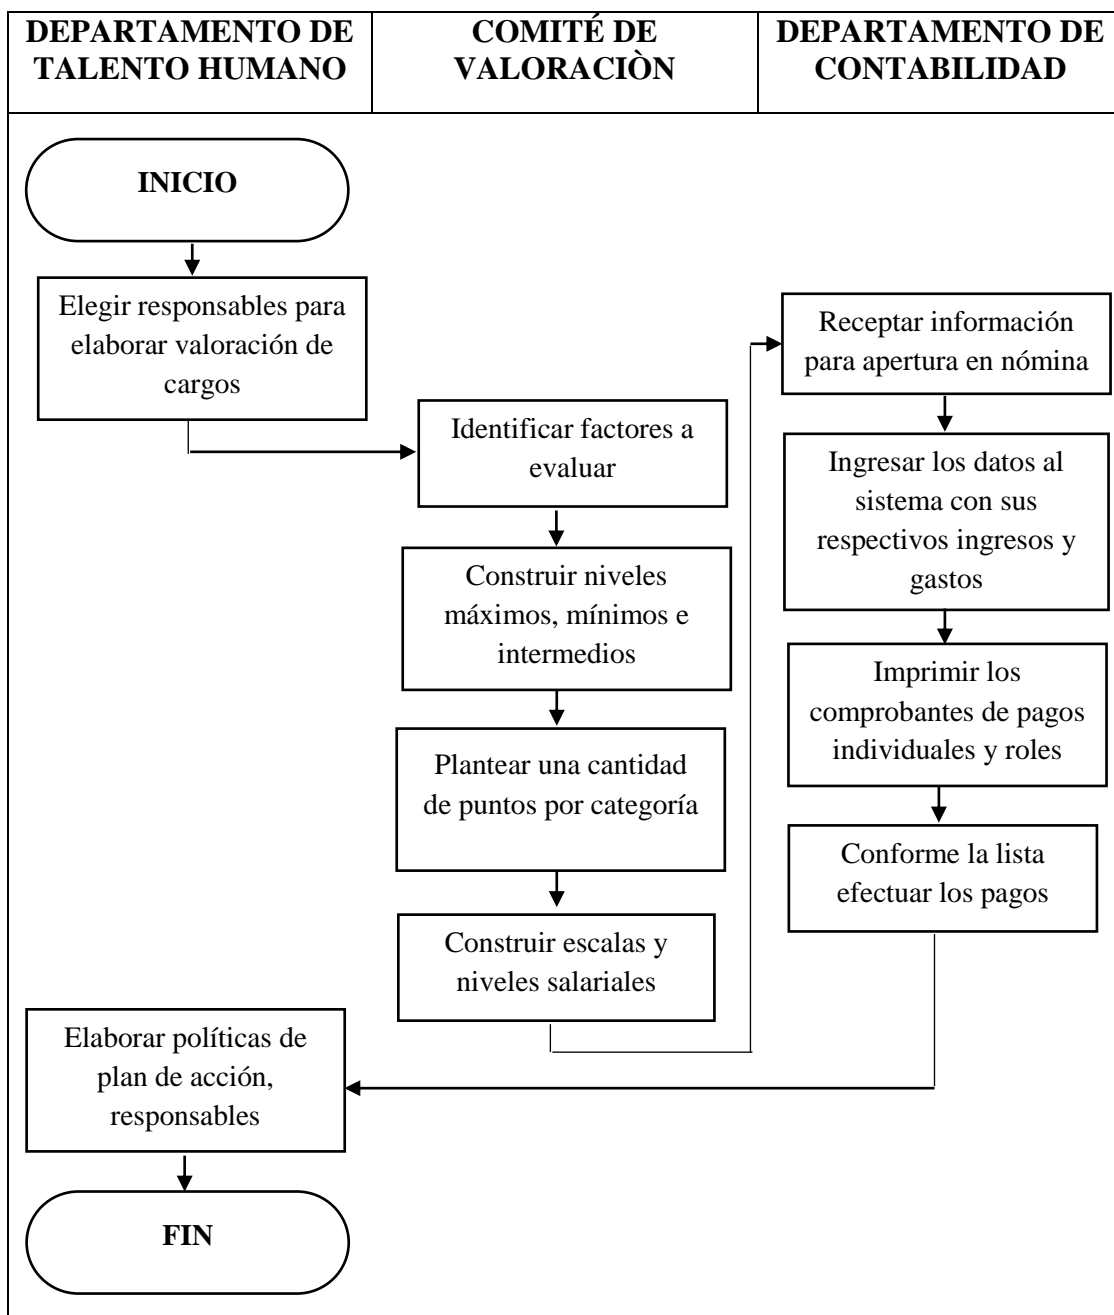 DEPARTAMENTO DE
TALENTO HUMANO
COMITÉ DE
VALORACIÒN
DEPARTAMENTO DE
CONTABILIDAD
INICIO
Elegir responsables para
elaborar valoración de
cargos
Identificar factores a
evaluar
Construir niveles
máximos, mínimos e
intermedios
Plantear una cantidad
de puntos por categoría
Construir escalas y
niveles salariales
Receptar información
para apertura en nómina
Ingresar los datos al
sistema con sus
respectivos ingresos y
gastos
Imprimir los
comprobantes de pagos
individuales y roles
Conforme la lista
efectuar los pagos
Elaborar políticas de
plan de acción,
responsables
FIN